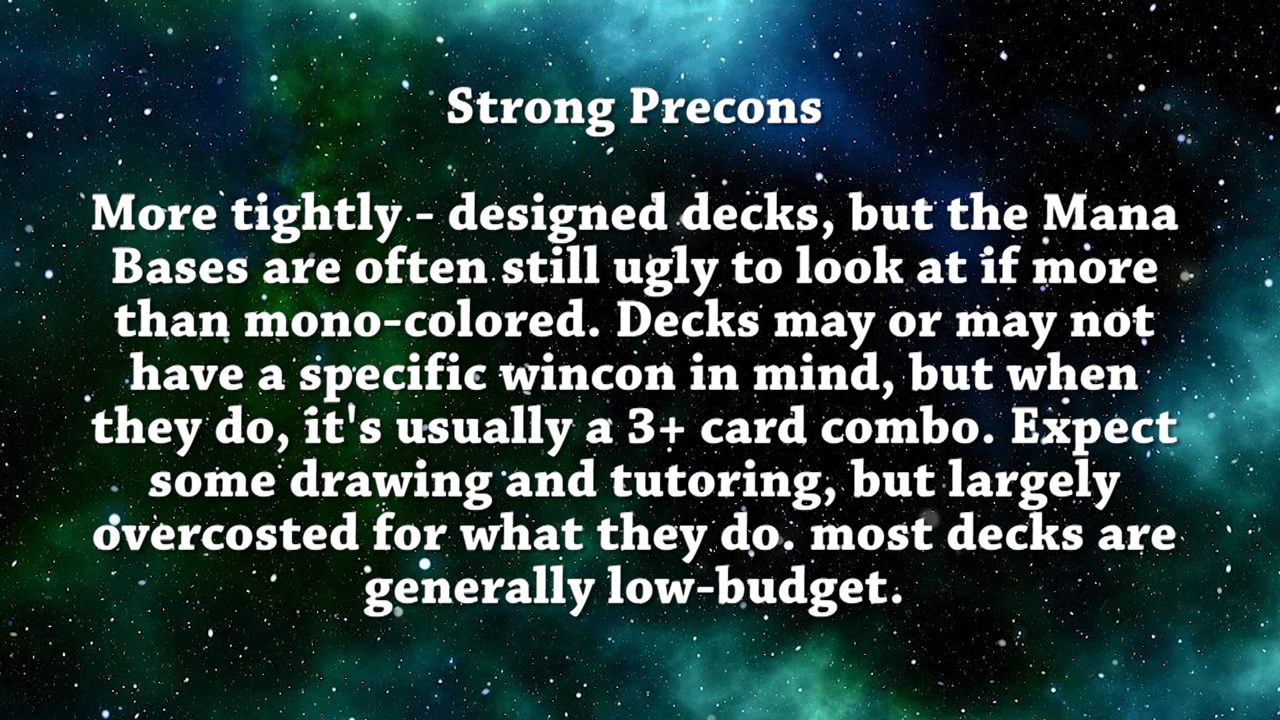 Strong Precons
More tightly - designed decks, but the Mana
Bases are often still ugly to look at if more
than mono-colored. Decks may or may not
have a specific wincon in mind, but when
they do, it's usually a 3+ card combo. Expect
some drawing and tutoring, but largely
overcosted for what they do. most decks are
generally low-budget.